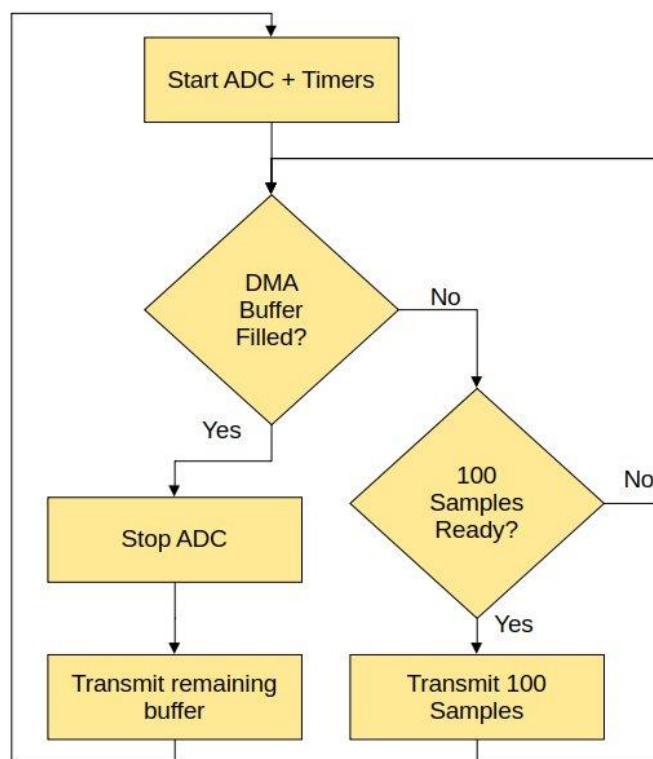 Start ADC + Timers
DMA
Buffer
Filled?
No
Yes
100
Samples
Ready?
No
Stop ADC
Yes
Transmit remaining
buffer
Transmit 100
Samples